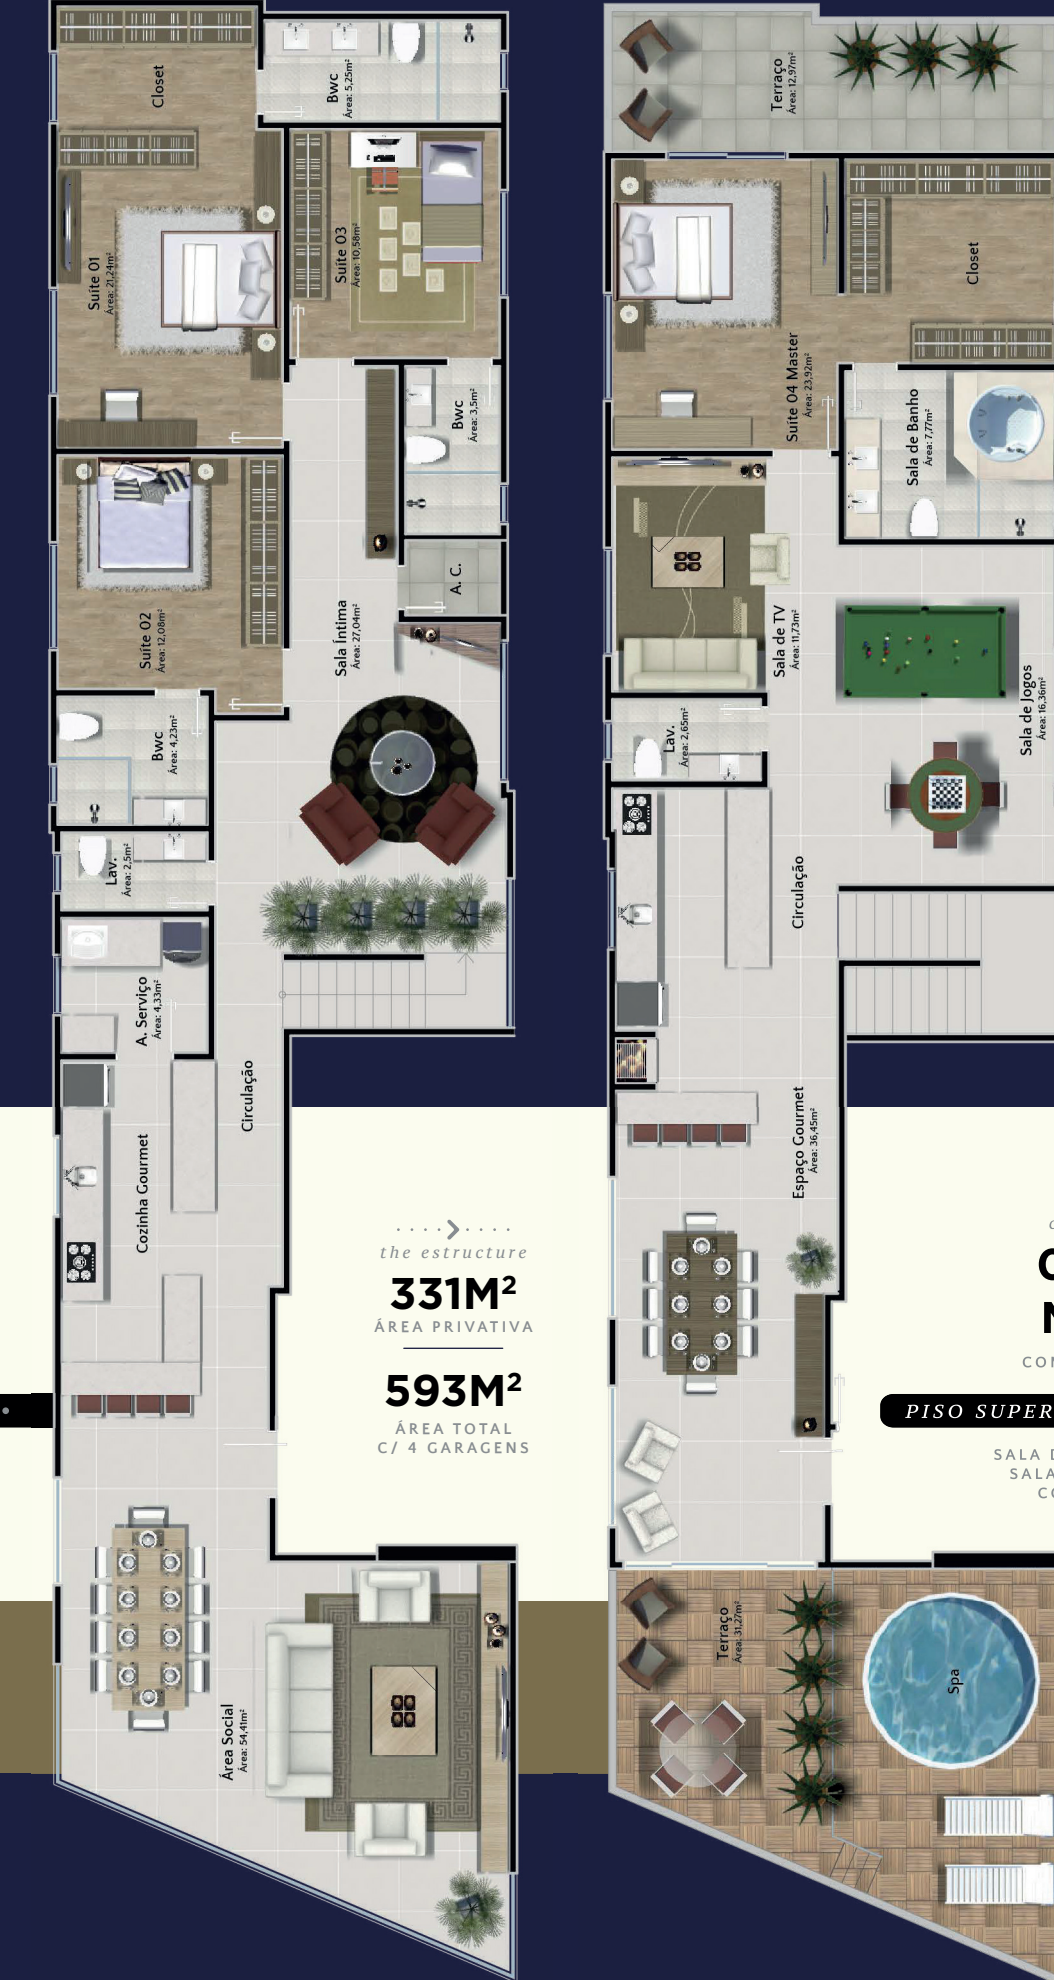 Closet
Bwc
Área: 5,25m²
Suíte 01
Área: 21,24m²
Suíte 03
Área: 10,58m²
Bwc
Área: 3,5m²
A. C.
Suíte 02
Área: 12,08m²
Sala Íntima
Área: 27,04m²
Bwc
Área: 4,23m²
Lav.
Área: 2,5m²
A. Serviço
Área: 4,33m²
Circulação
Cozinha Gourmet
Área Social
Área: 54,41m²
the estructure
331M²
ÁREA PRIVATIVA
593M²
ÁREA TOTAL
C/ 4 GARAGENS
Terraço
Área: 12,97m²
Closet
Suíte 04 Master
Área: 23,92m²
Sala de Banho
Área: 7,77m²
Sala de TV
Área: 11,73m²
Sala de Jogos
Área: 16,36m²
Lav.
Área: 2,65m²
Circulação
Espaço Gourmet
Área: 36,45m²
Terraço
Área: 31,27m²
Spa
PISO SUPER
SALA
SALA